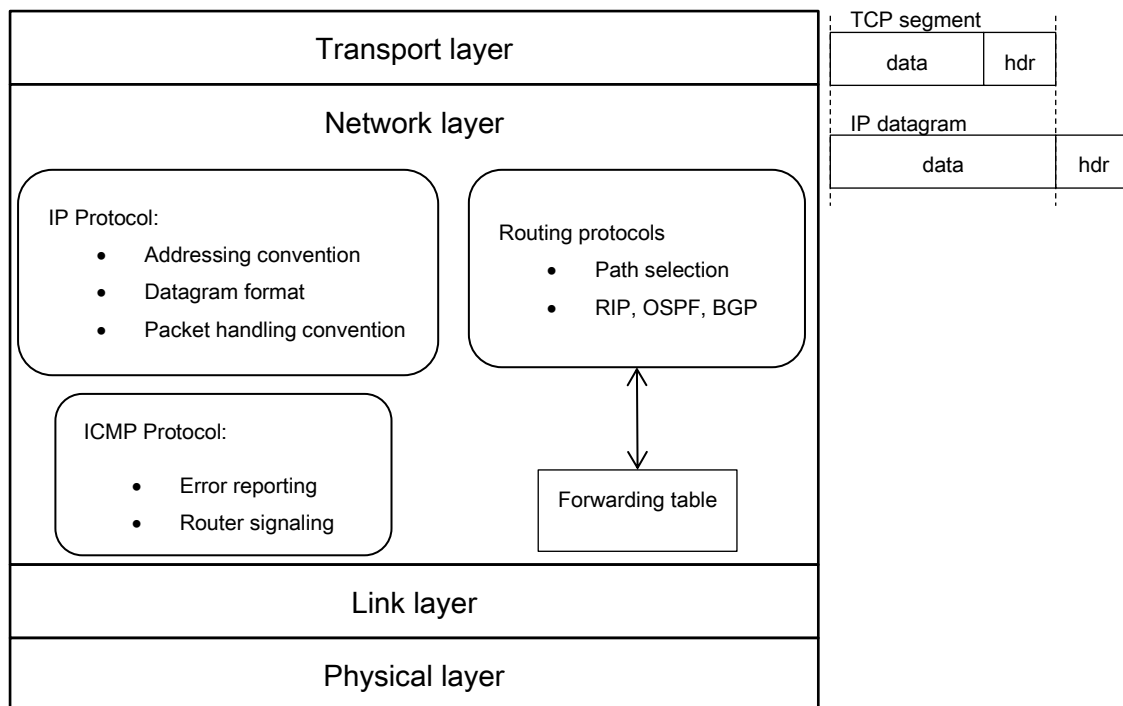 Transport layer
Network layer
IP Protocol:
• Addressing convention
• Datagram format
• Packet handling convention
Routing protocols
• Path selection
• RIP, OSPF, BGP
ICMP Protocol:
• Error reporting
• Router signaling
Forwarding table
Link layer
Physical layer
TCP segment
data hdr
IP datagram
data hdr